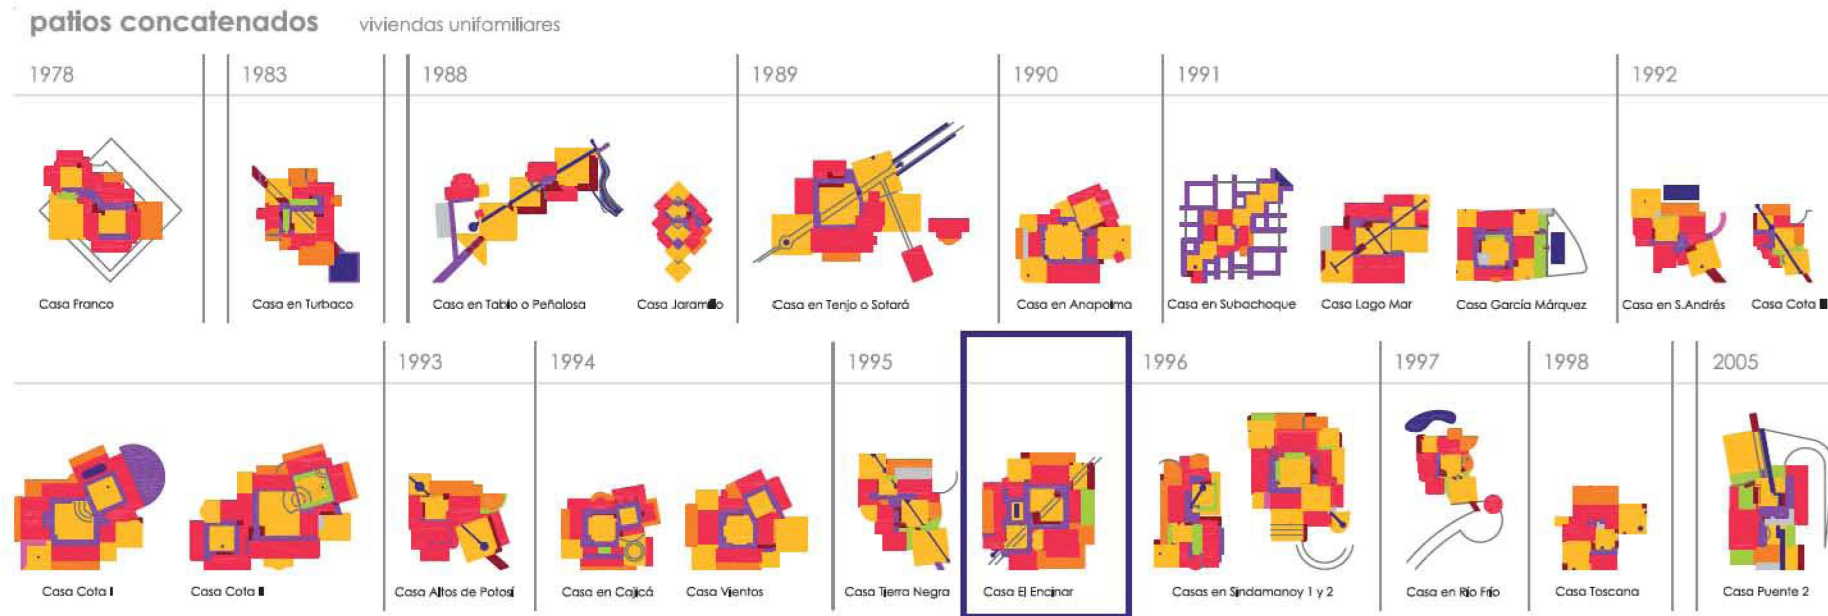 patios concatenados viviendas unifamiliares
1978 1983 1988 1989 1990 1991 1992
Casa Franco Casa en Turbaco Casa en Tabio o Peñalosa Casa Jaramillo Casa en Tenjo o Sotará Casa en Anapoima Casa en Subachoque Casa Lago Mar Casa García Márquez Casa en S.Andrés Casa Cota
1993 1994 1995 1996 1997 1998 2005
Casa Cota I Casa Cota Casa Altos de Potosí Casa en Cajicá Casa Vientos Casa Tierra Negra Casa El Encinar Casas en Sindamanoy 1 y 2 Casa en Río Frío Casa Toscana Casa Puente 2